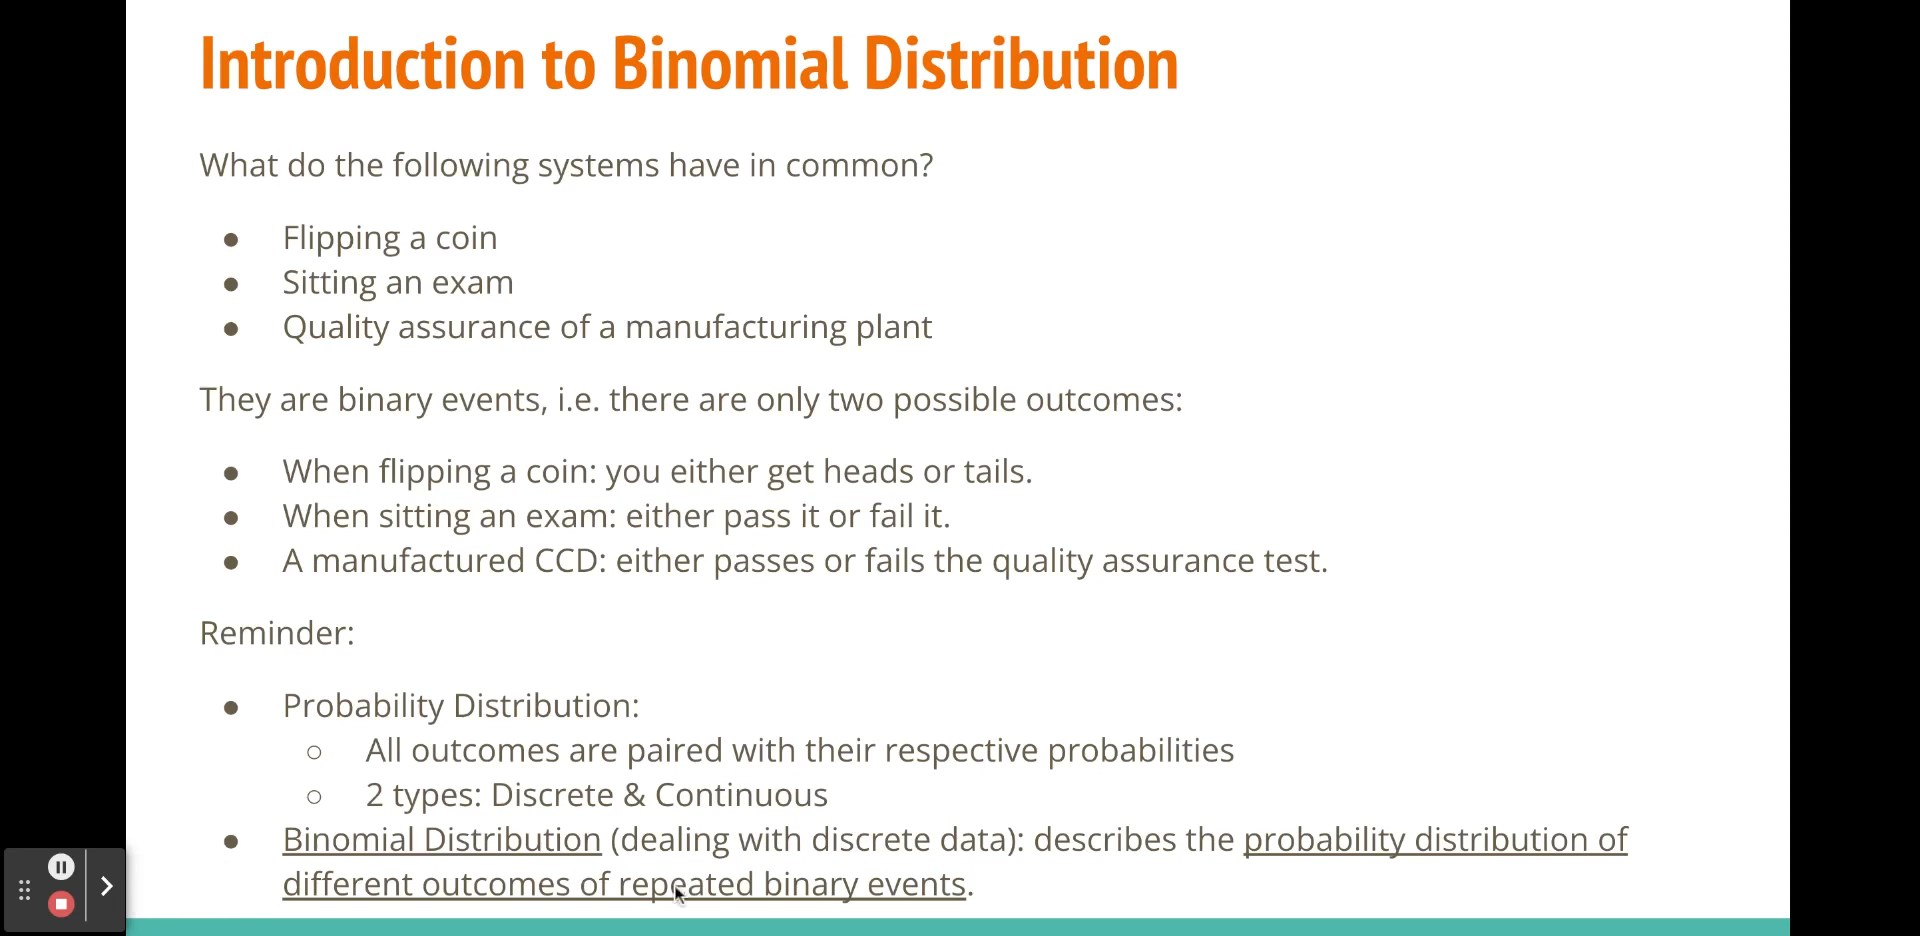 Introduction to Binomial Distribution
What do the following systems have in common?
● Flipping a coin
● Sitting an exam
● Quality assurance of a manufacturing plant
They are binary events, i.e. there are only two possible outcomes:
● When flipping a coin: you either get heads or tails.
● When sitting an exam: either pass it or fail it.
● A manufactured CCD: either passes or fails the quality assurance test.
Reminder:
● Probability Distribution:
○ All outcomes are paired with their respective probabilities
○ 2 types: Discrete & Continuous
● Binomial Distribution (dealing with discrete data): describes the probability distribution of
different outcomes of repeated binary events.